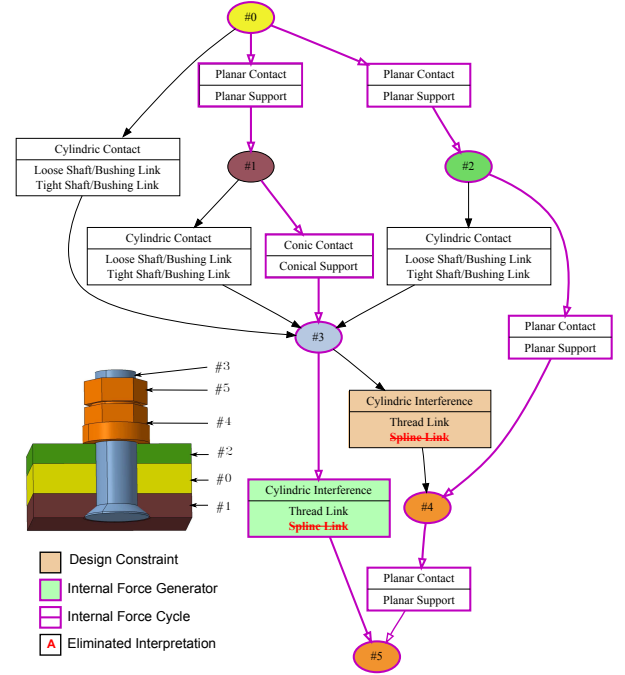 #0
Planar Contact
Planar Support
Planar Contact
Planar Support
Cylindric Contact
Loose Shaft/Bushing Link
Tight Shaft/Bushing Link
#1
#2
Cylindric Contact
Loose Shaft/Bushing Link
Tight Shaft/Bushing Link
Conic Contact
Conical Support
Cylindric Contact
Loose Shaft/Bushing Link
Tight Shaft/Bushing Link
#3
Planar Contact
Planar Support
Cylindric Interference
Thread Link
Spline Link
Cylindric Interference
Thread Link
Spline Link
#4
Planar Contact
Planar Support
#5
#3
#5
#4
#2
#0
#1
Design Constraint
Internal Force Generator
Internal Force Cycle
A Eliminated Interpretation